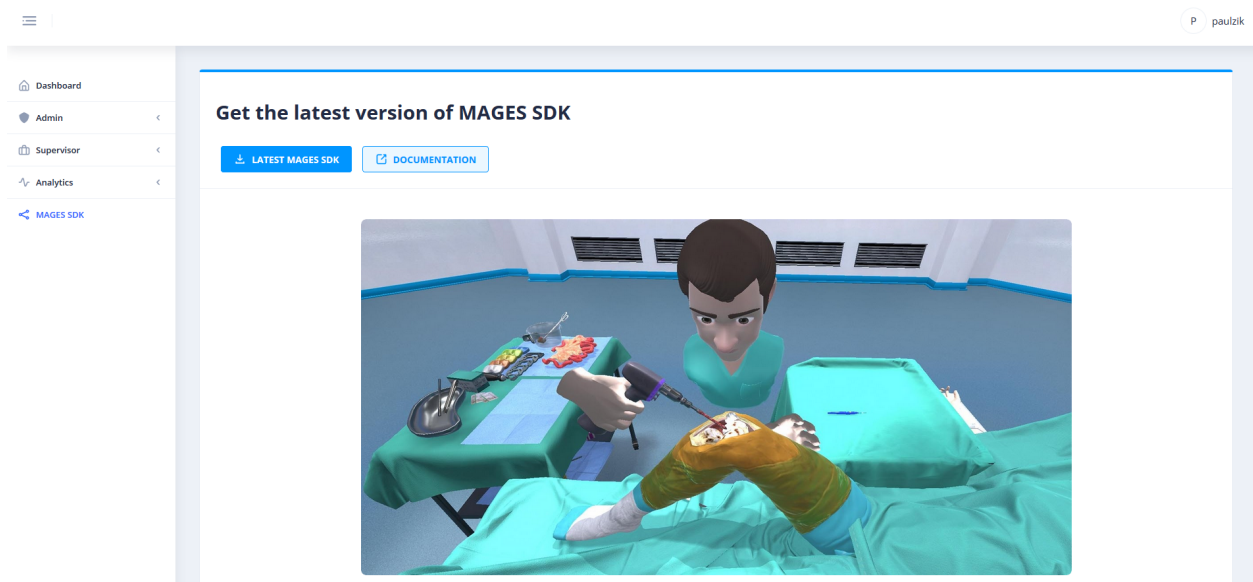 P paulzik
Dashboard
Admin
Supervisor
Analytics
MAGES SDK
Get the latest version of MAGES SDK
LATEST MAGES SDK
DOCUMENTATION